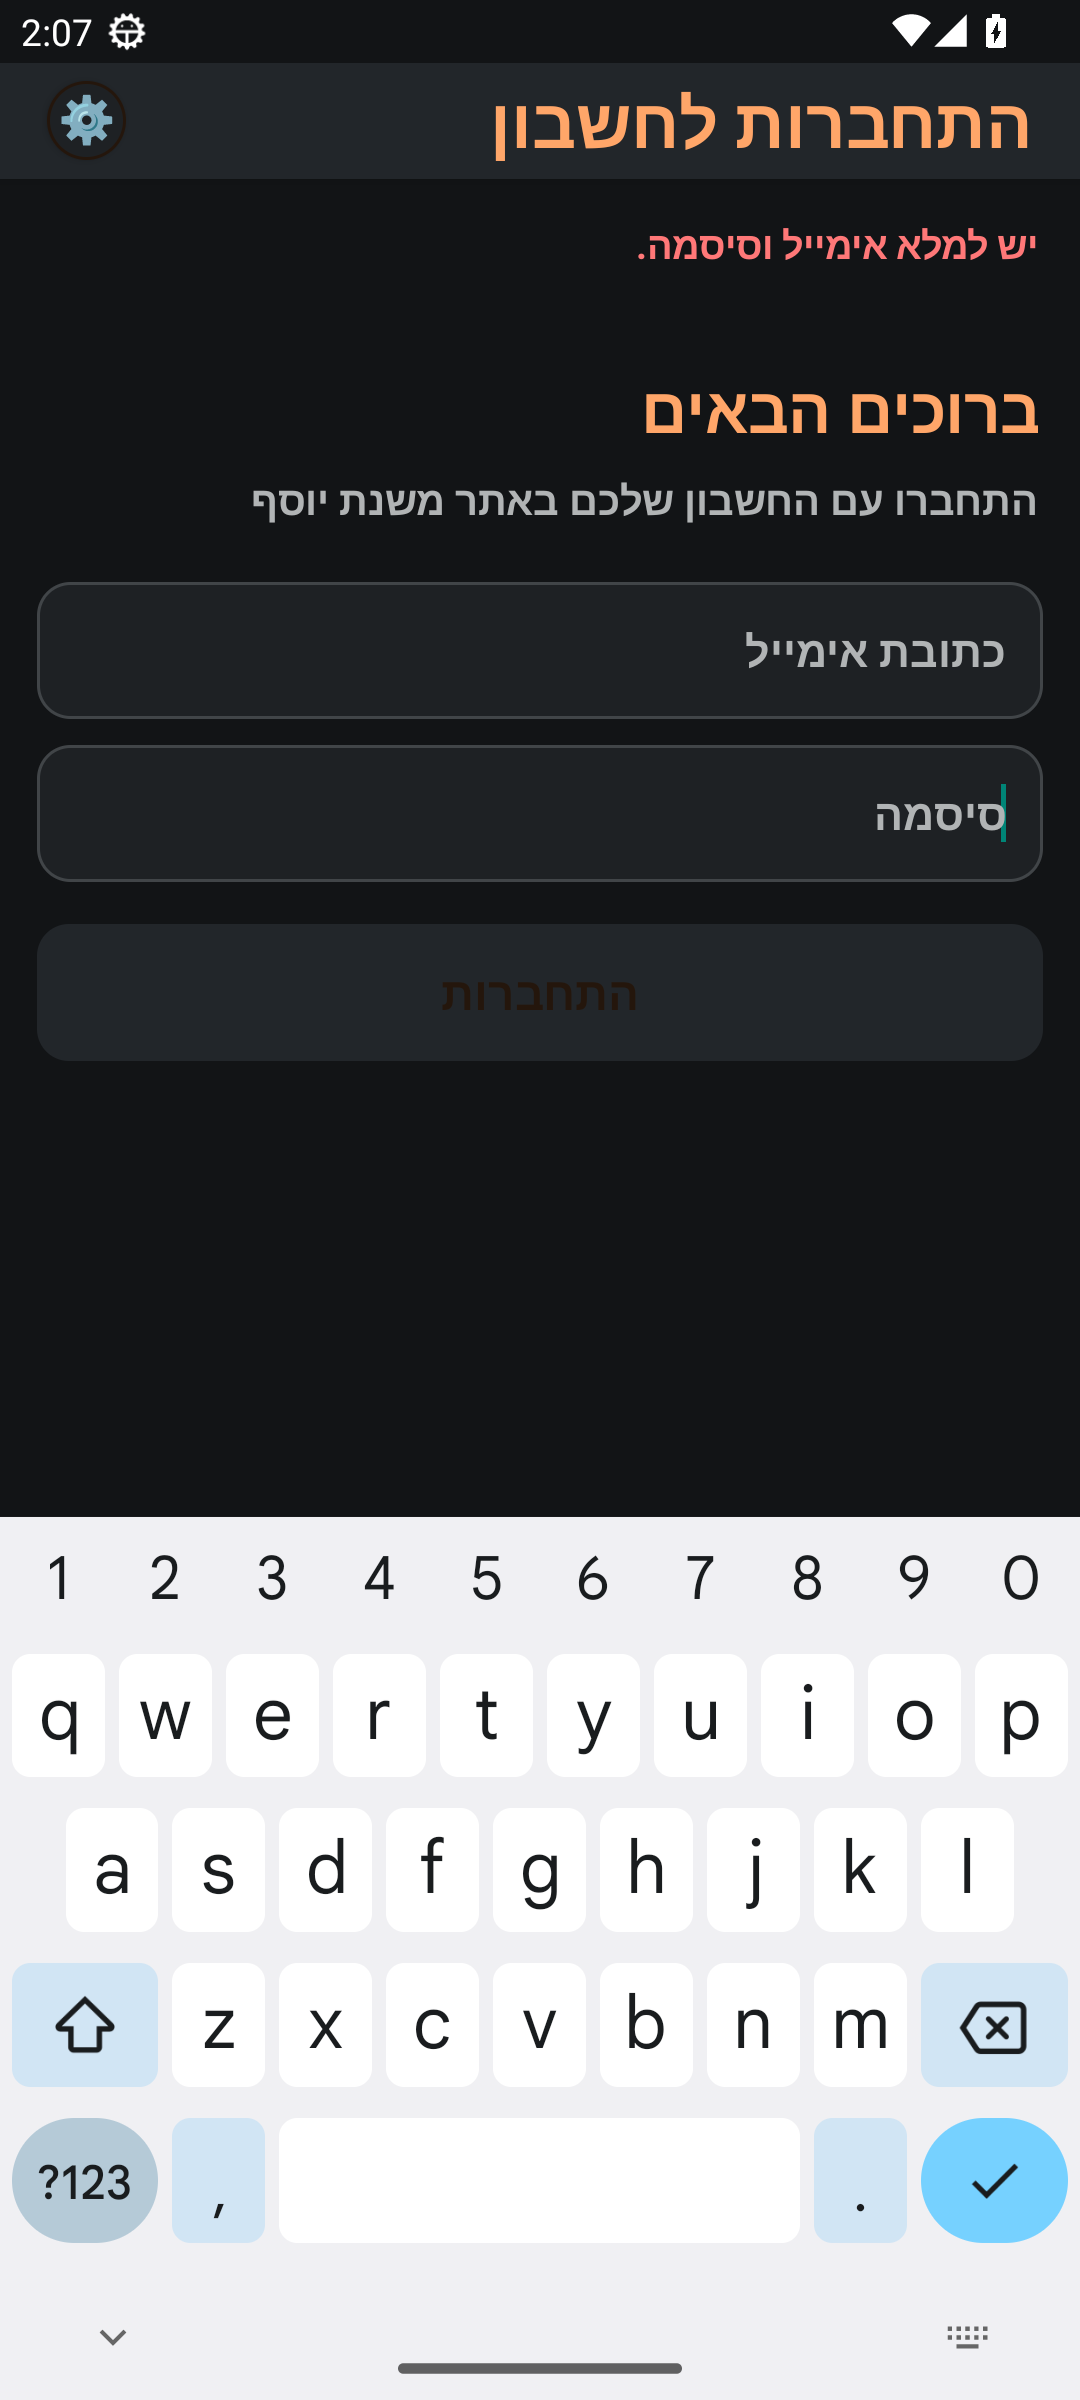 2:07
התחברות לחשבון
יש למלא אימייל וסיסמה.
ברוכים הבאים
התחברו עם החשבון שלכם באתר משנת יוסף
כתובת אימייל
סיסמה
התחברות
1 2 3 4 5 6 7 8 9 0
q w e r t y u i o p
a s d f g h j k l
z x c v b n m
?123 , .